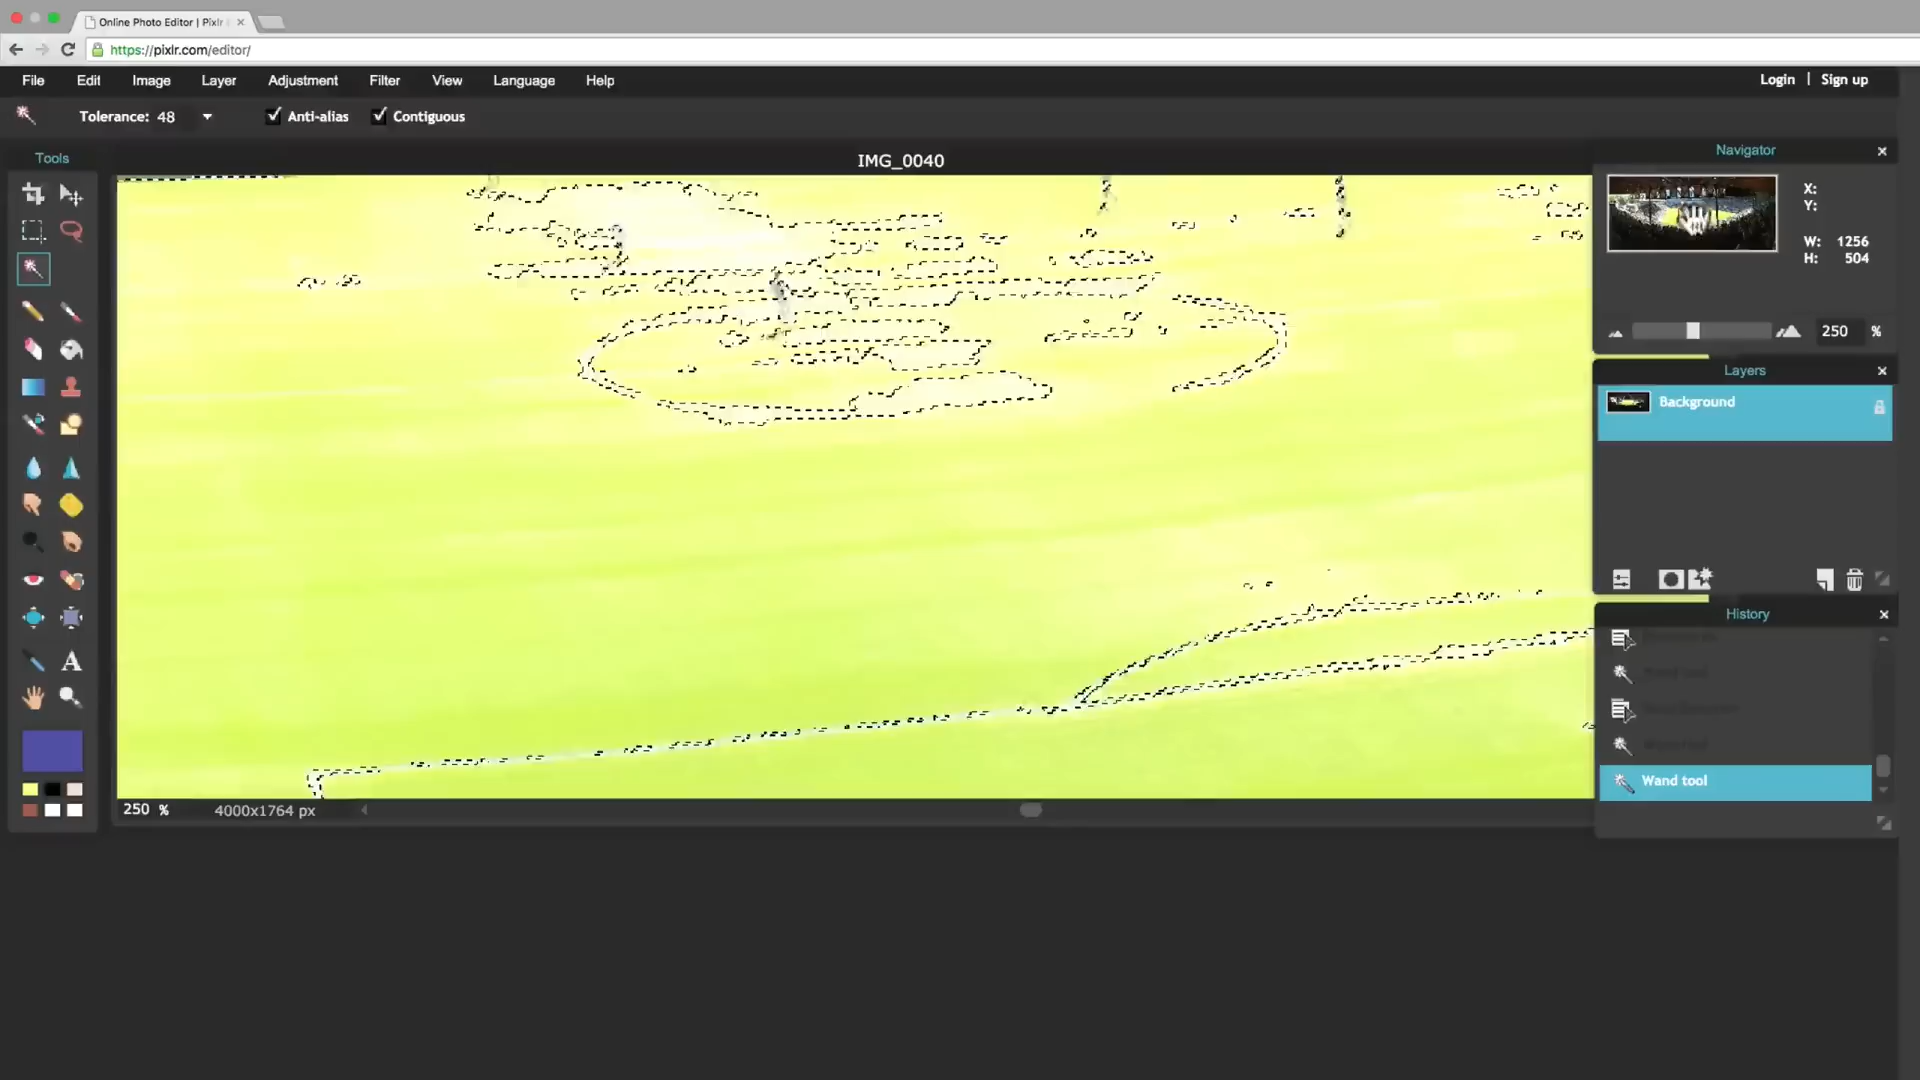 Online Photo Editor | Pixlr
https://pixlr.com/editor/
File Edit Image Layer Adjustment Filter View Language Help
Login | Sign up
Tolerance: 48 Anti-alias Contiguous
Tools
IMG_0040
Navigator
X:
Y:
W: 1256
H: 504
250 %
Layers
Background
History
Wand tool
250 % 4000x1764 px
A